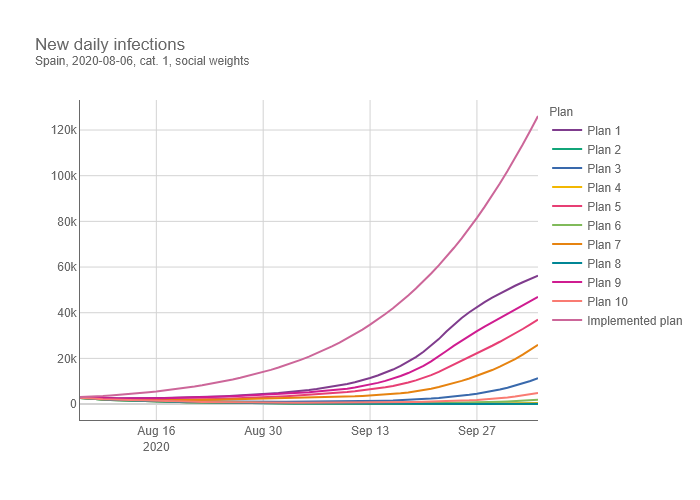 New daily infections
Spain, 2020-08-06, cat. 1, social weights
120k
100k
80k
60k
40k
20k
0
Aug 16
2020
Aug 30
Sep 13
Sep 27
Plan
Plan 1
Plan 2
Plan 3
Plan 4
Plan 5
Plan 6
Plan 7
Plan 8
Plan 9
Plan 10
Implemented plan